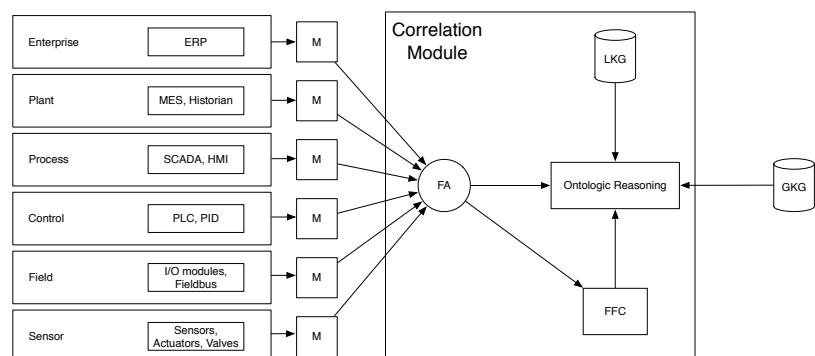 Enterprise
ERP
M
Plant
MES, Historian
M
Process
SCADA, HMI
M
Control
PLC, PID
M
Field
I/O modules,
Fieldbus
M
Sensor
Sensors,
Actuators, Valves
M
Correlation
Module
LKG
FA
Ontologic Reasoning
GKG
FFC